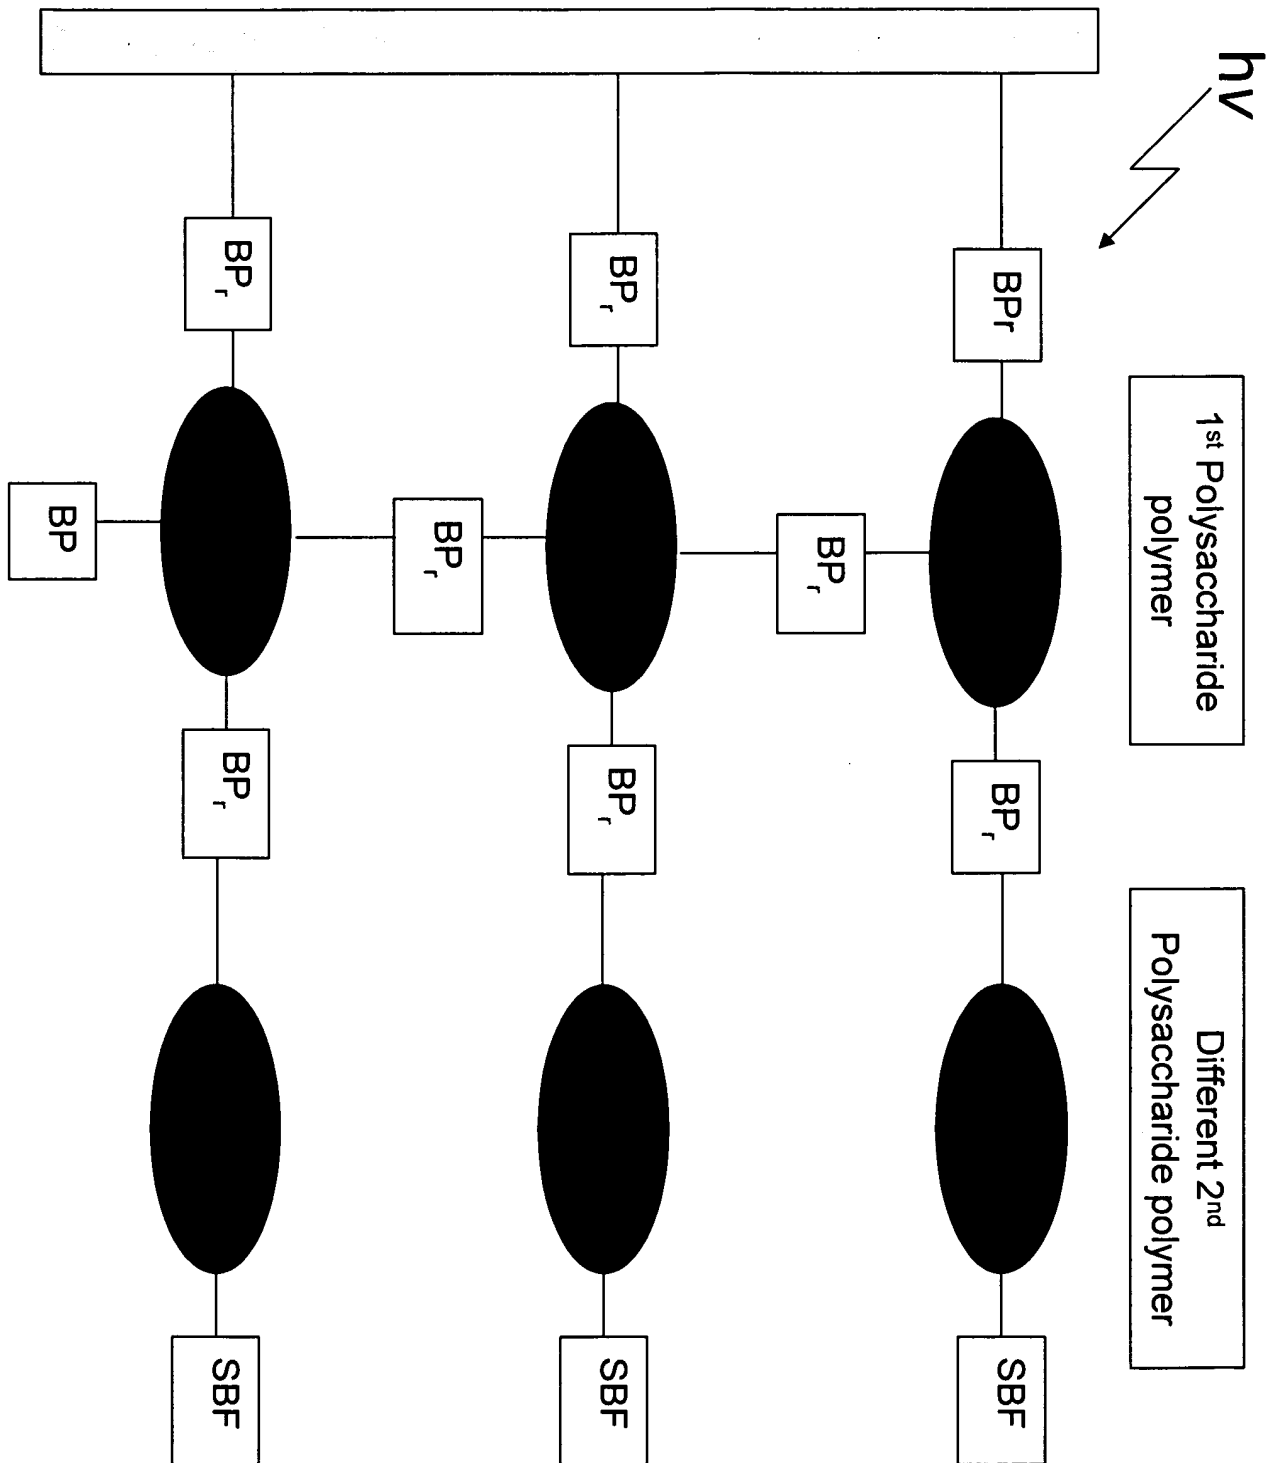 hν
1st Polysaccharide
polymer
Different 2nd
Polysaccharide polymer
BPr
BPr
SBF
BPr
BPr
BPr
SBF
BPr
BPr
BPr
SBF
BP